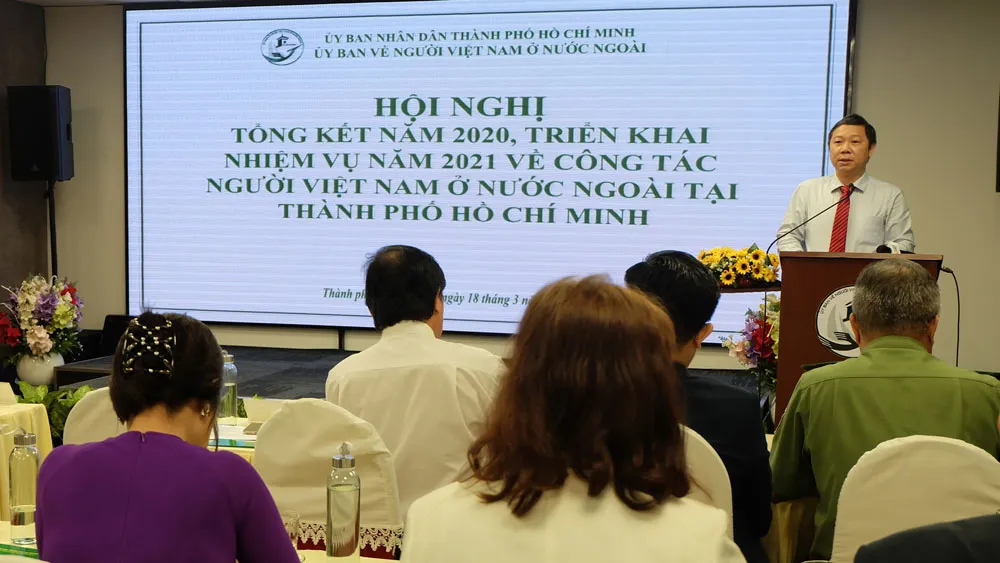 ỦY BAN NHÂN DÂN THÀNH PHỐ HỒ CHÍ MINH
ỦY BAN VỀ NGƯỜI VIỆT NAM Ở NƯỚC NGOÀI
HỘI NGHỊ
TỔNG KẾT NĂM 2020, TRIỂN KHAI
NHIỆM VỤ NĂM 2021 VỀ CÔNG TÁC
NGƯỜI VIỆT NAM Ở NƯỚC NGOÀI TẠI
THÀNH PHỐ HỒ CHÍ MINH
Thành gày 18 tháng 3